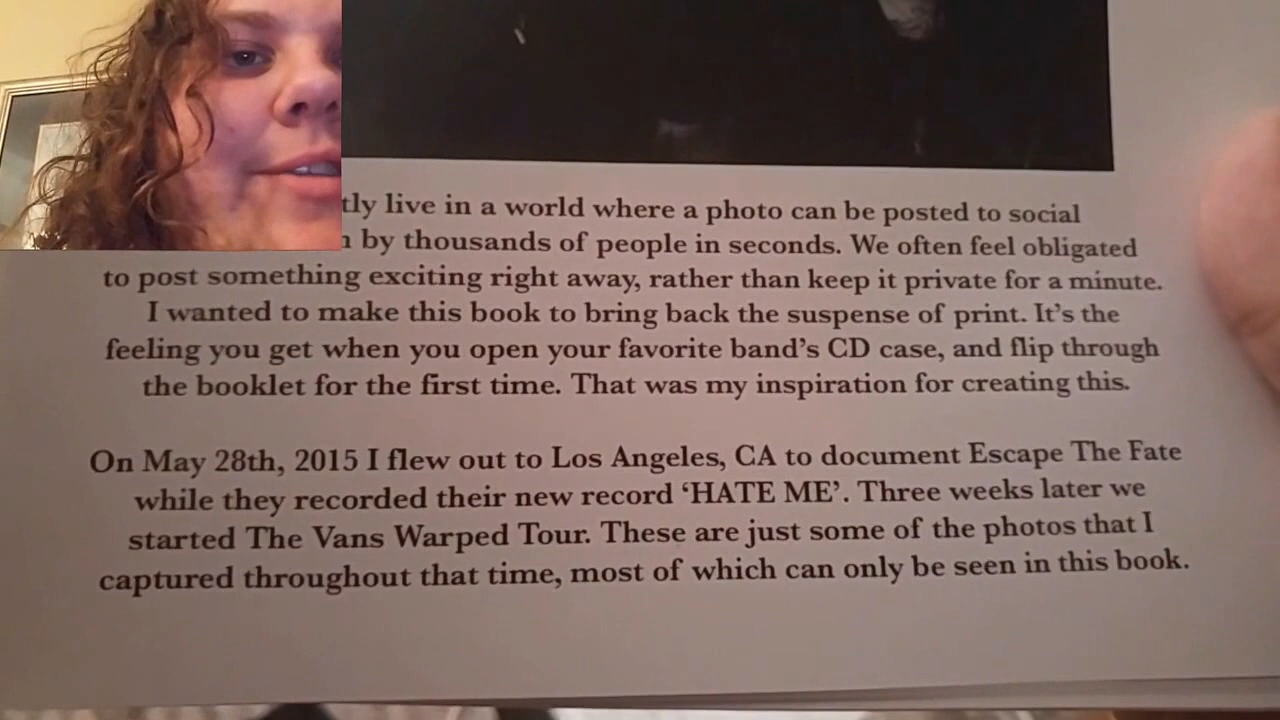 live in a world where a photo can be posted to social
by thousands of people in seconds. We often feel obligated
to post something exciting right away, rather than keep it private for a minute.
I wanted to make this book to bring back the suspense of print. It's the
feeling you get when you open your favorite band's CD case, and flip through
the booklet for the first time. That was my inspiration for creating this.
On May 28th, 2015 I flew out to Los Angeles, CA to document Escape The Fate
while they recorded their new record ‘HATE ME’. Three weeks later we
started The Vans Warped Tour. These are just some of the photos that I
captured throughout that time, most of which can only be seen in this book.